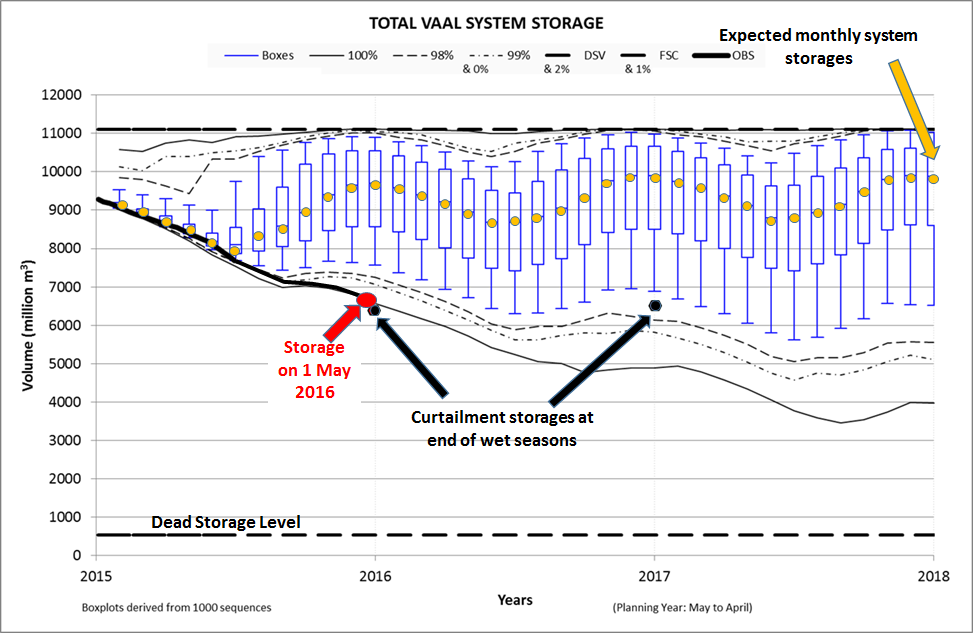 TOTAL VAAL SYSTEM STORAGE
Boxes 100% 98% 99% DSV FSC OBS
& 0% & 2% & 1%
Expected monthly system
storages
12000
11000
10000
9000
8000
7000
6000
5000
4000
3000
2000
1000
0
Volume (million m³)
Storage
on 1 May
2016
Curtailment storages at
end of wet seasons
Dead Storage Level
2015 2016 2017 2018
Years
Boxplots derived from 1000 sequences
(Planning Year: May to April)